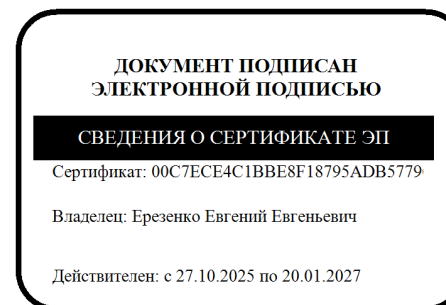 ДОКУМЕНТ ПОДПИСАН
ЭЛЕКТРОННОЙ ПОДПИСЬЮ
СВЕДЕНИЯ О СЕРТИФИКАТЕ ЭП
Сертификат: 00C7ECE4C1BBE8F18795ADB5779
Владелец: Ерезенко Евгений Евгеньевич
Действителен: с 27.10.2025 по 20.01.2027